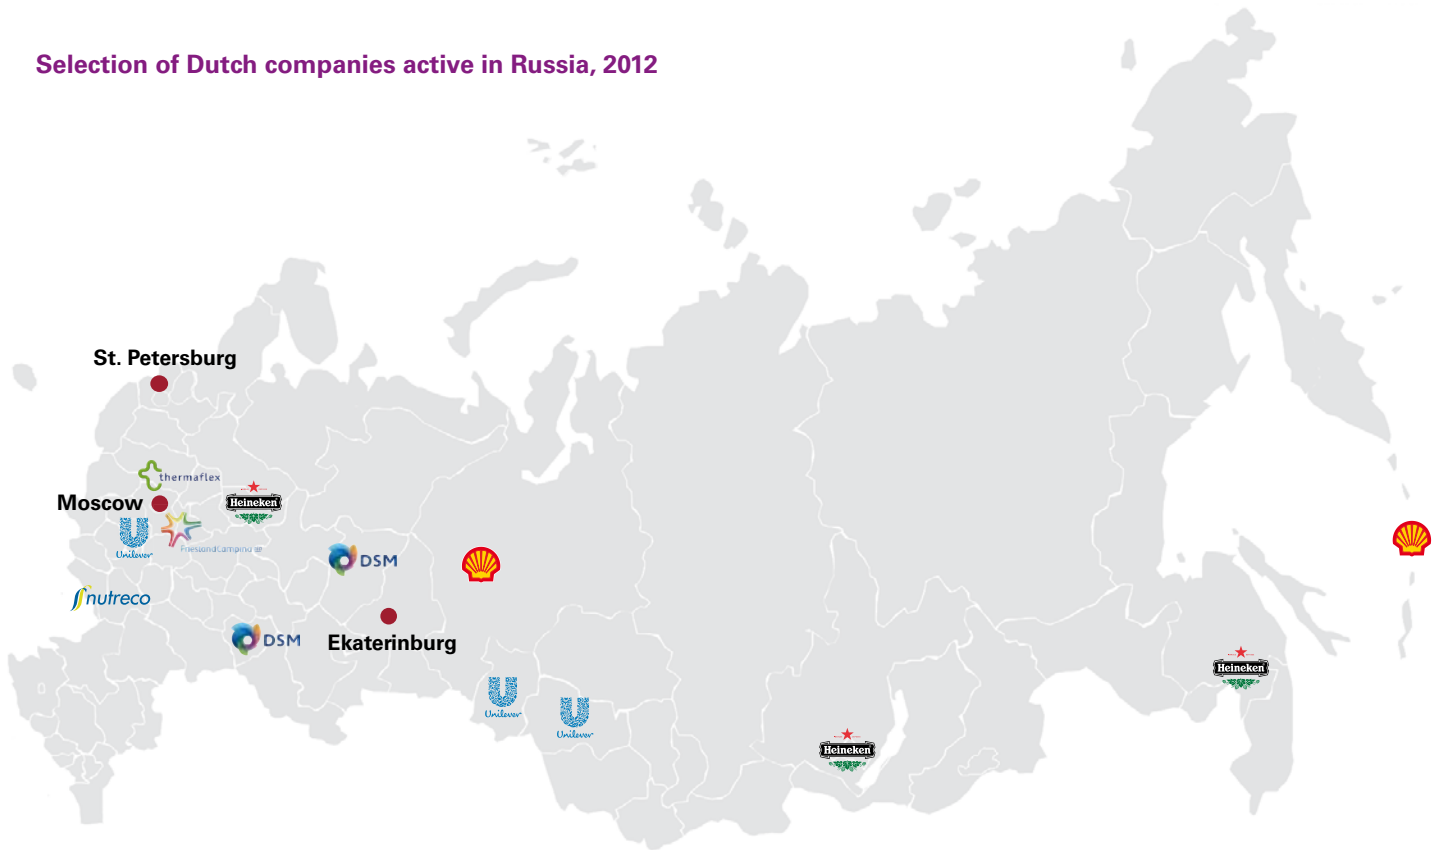 Selection of Dutch companies active in Russia, 2012
St. Petersburg
thermaflex
Moscow
Heineken
Unilever
FrieslandCampina
DSM
nutreco
DSM
Ekaterinburg
Heineken
Unilever
Unilever
Heineken